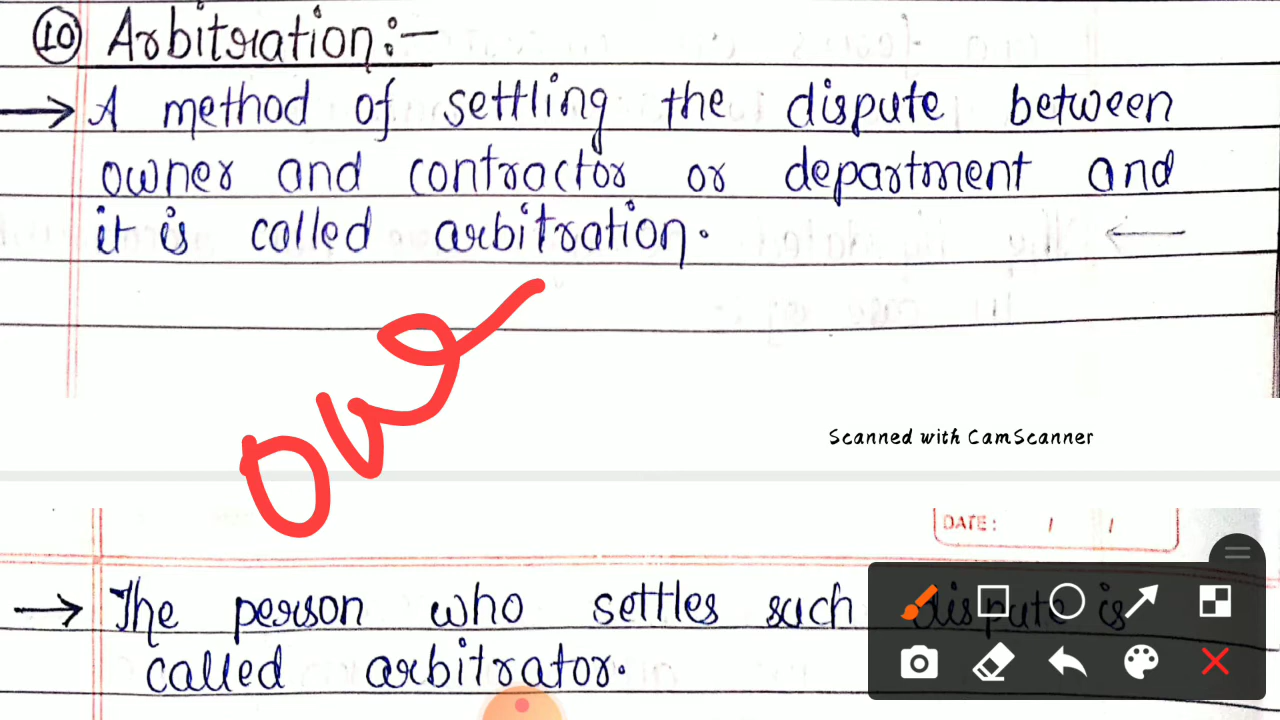 10 Arbitration:-
→ A method of settling the dispute between
owner and contractor or department and
it is called arbitration.
Scanned with CamScanner
DATE: / /
→ The person who settles such dispute is
called arbitrator.